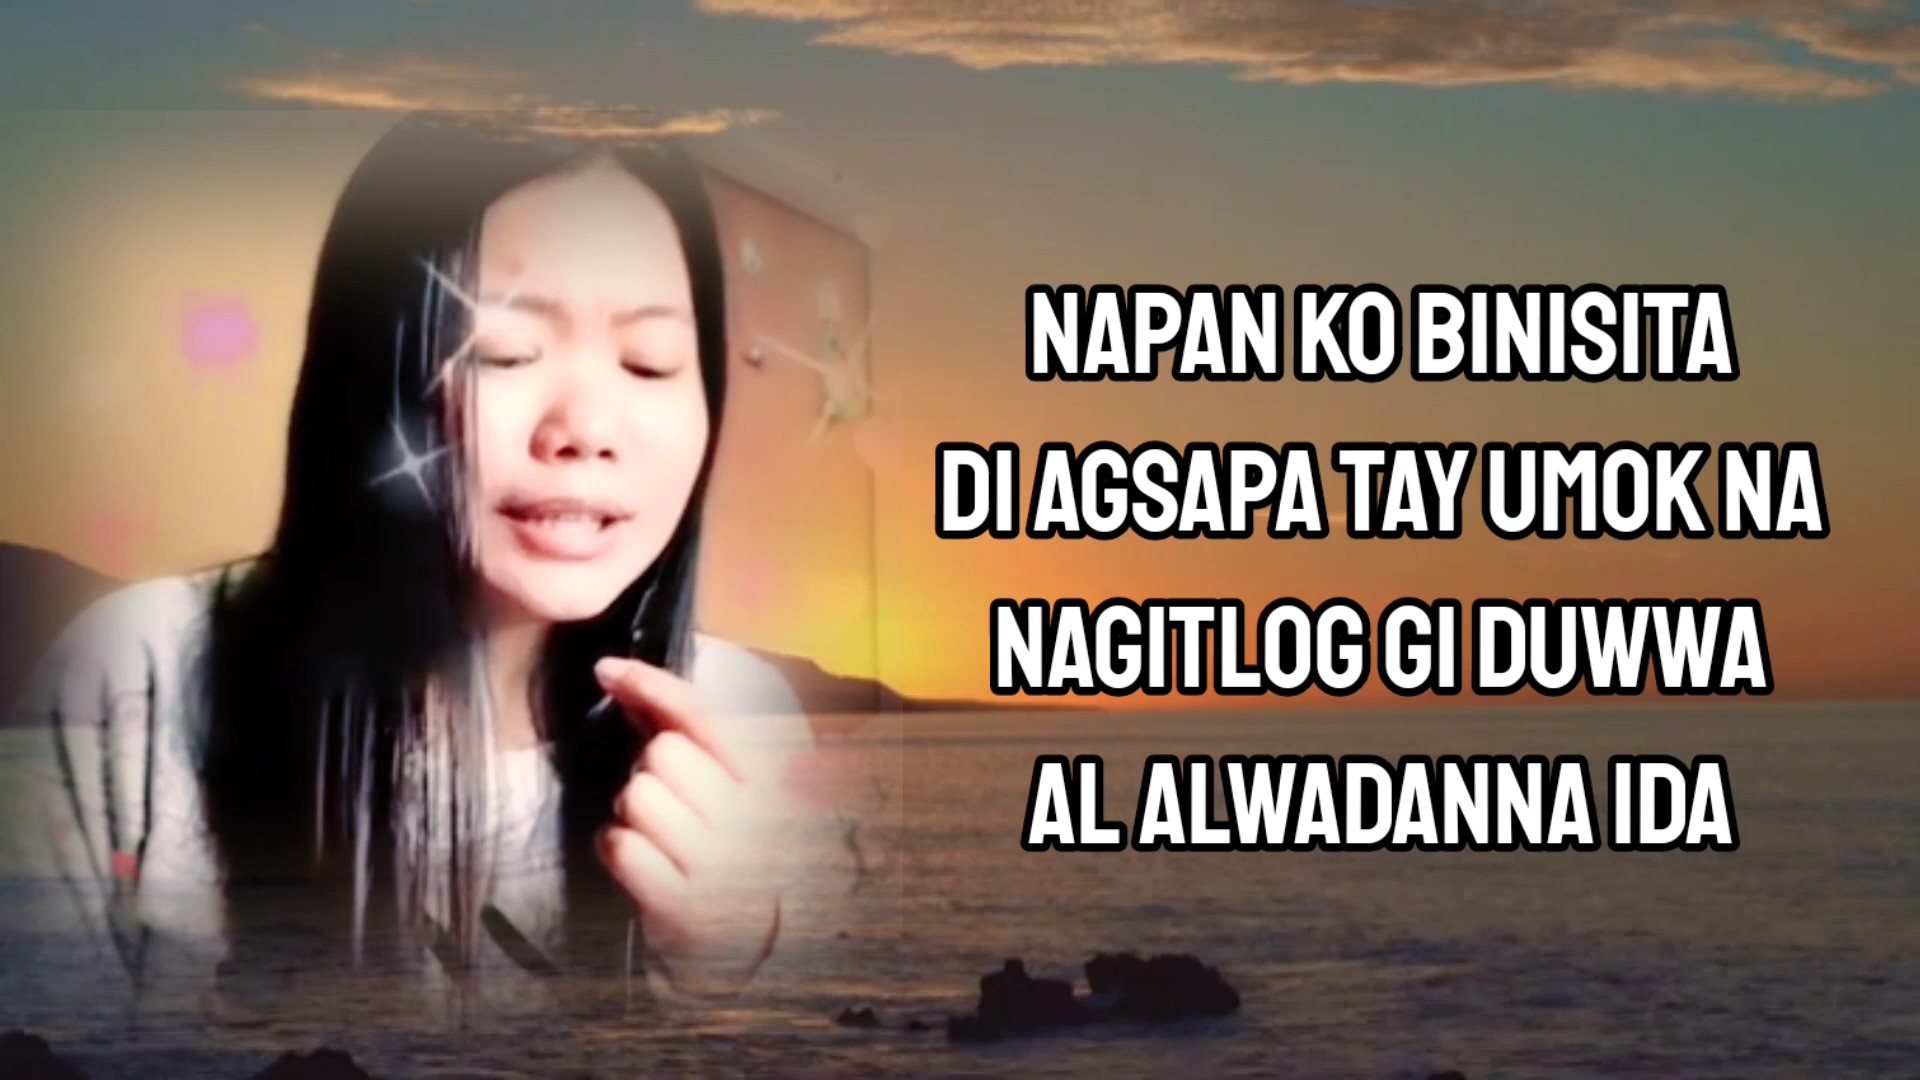 NAPAN KO BINISITA
DI AGSAPA TAY UMOK NA
NAGITLOG GI DUWWA
AL ALWADANNA IDA